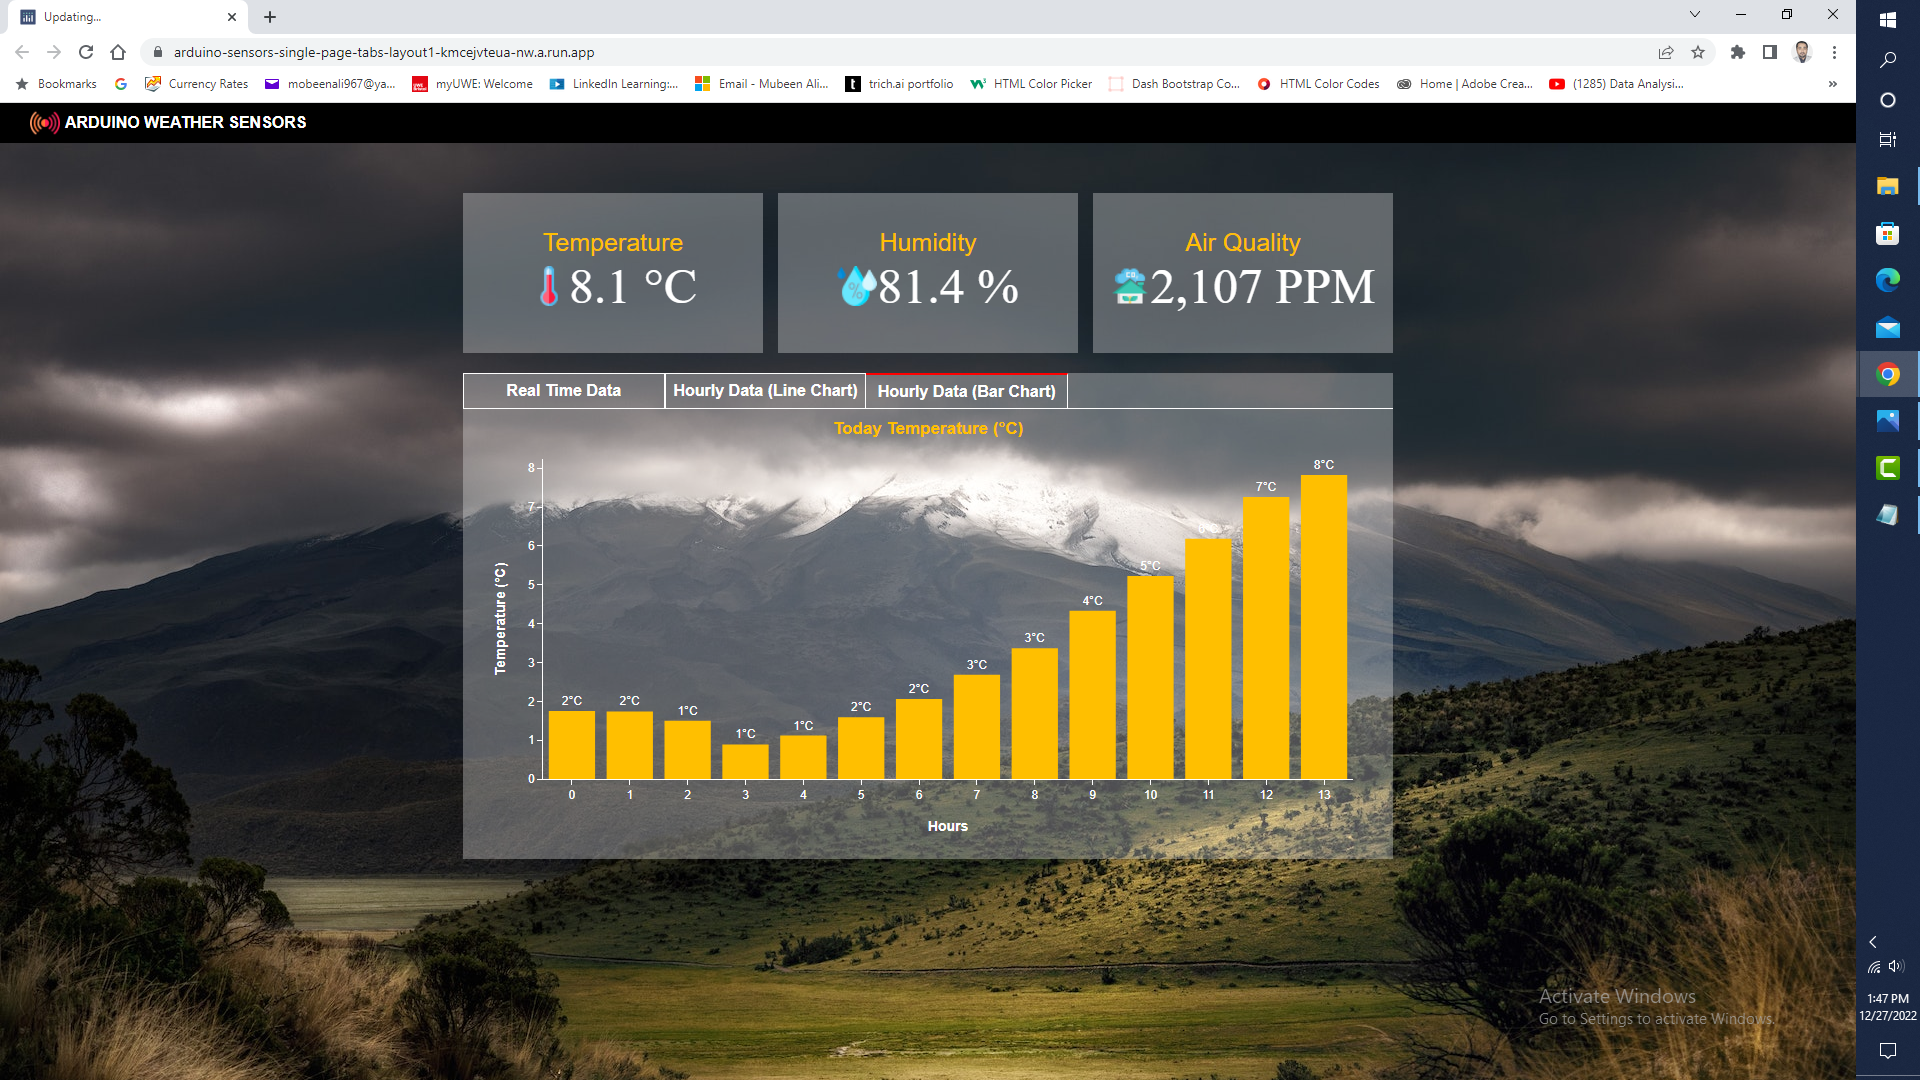 Updating...
arduino-sensors-single-page-tabs-layout1-kmcejvteua-nw.a.run.app
Bookmarks
Currency Rates
mobeenali967@ya...
myUWE: Welcome
LinkedIn Learning:...
Email - Mubeen Ali...
trich.ai portfolio
HTML Color Picker
Dash Bootstrap Co...
HTML Color Codes
Home | Adobe Crea...
(1285) Data Analysi...
ARDUINO WEATHER SENSORS
Temperature
8.1 °C
Humidity
81.4 %
Air Quality
2,107 PPM
Real Time Data
Hourly Data (Line Chart)
Hourly Data (Bar Chart)
Today Temperature (°C)
Temperature (°C)
8
7
6
5
4
3
2
1
0
2°C
2°C
1°C
1°C
1°C
2°C
2°C
3°C
3°C
4°C
5°C
6°C
7°C
8°C
0
1
2
3
4
5
6
7
8
9
10
11
12
13
Hours
Activate Windows
Go to Settings to activate Windows.
1:47 PM
12/27/2022